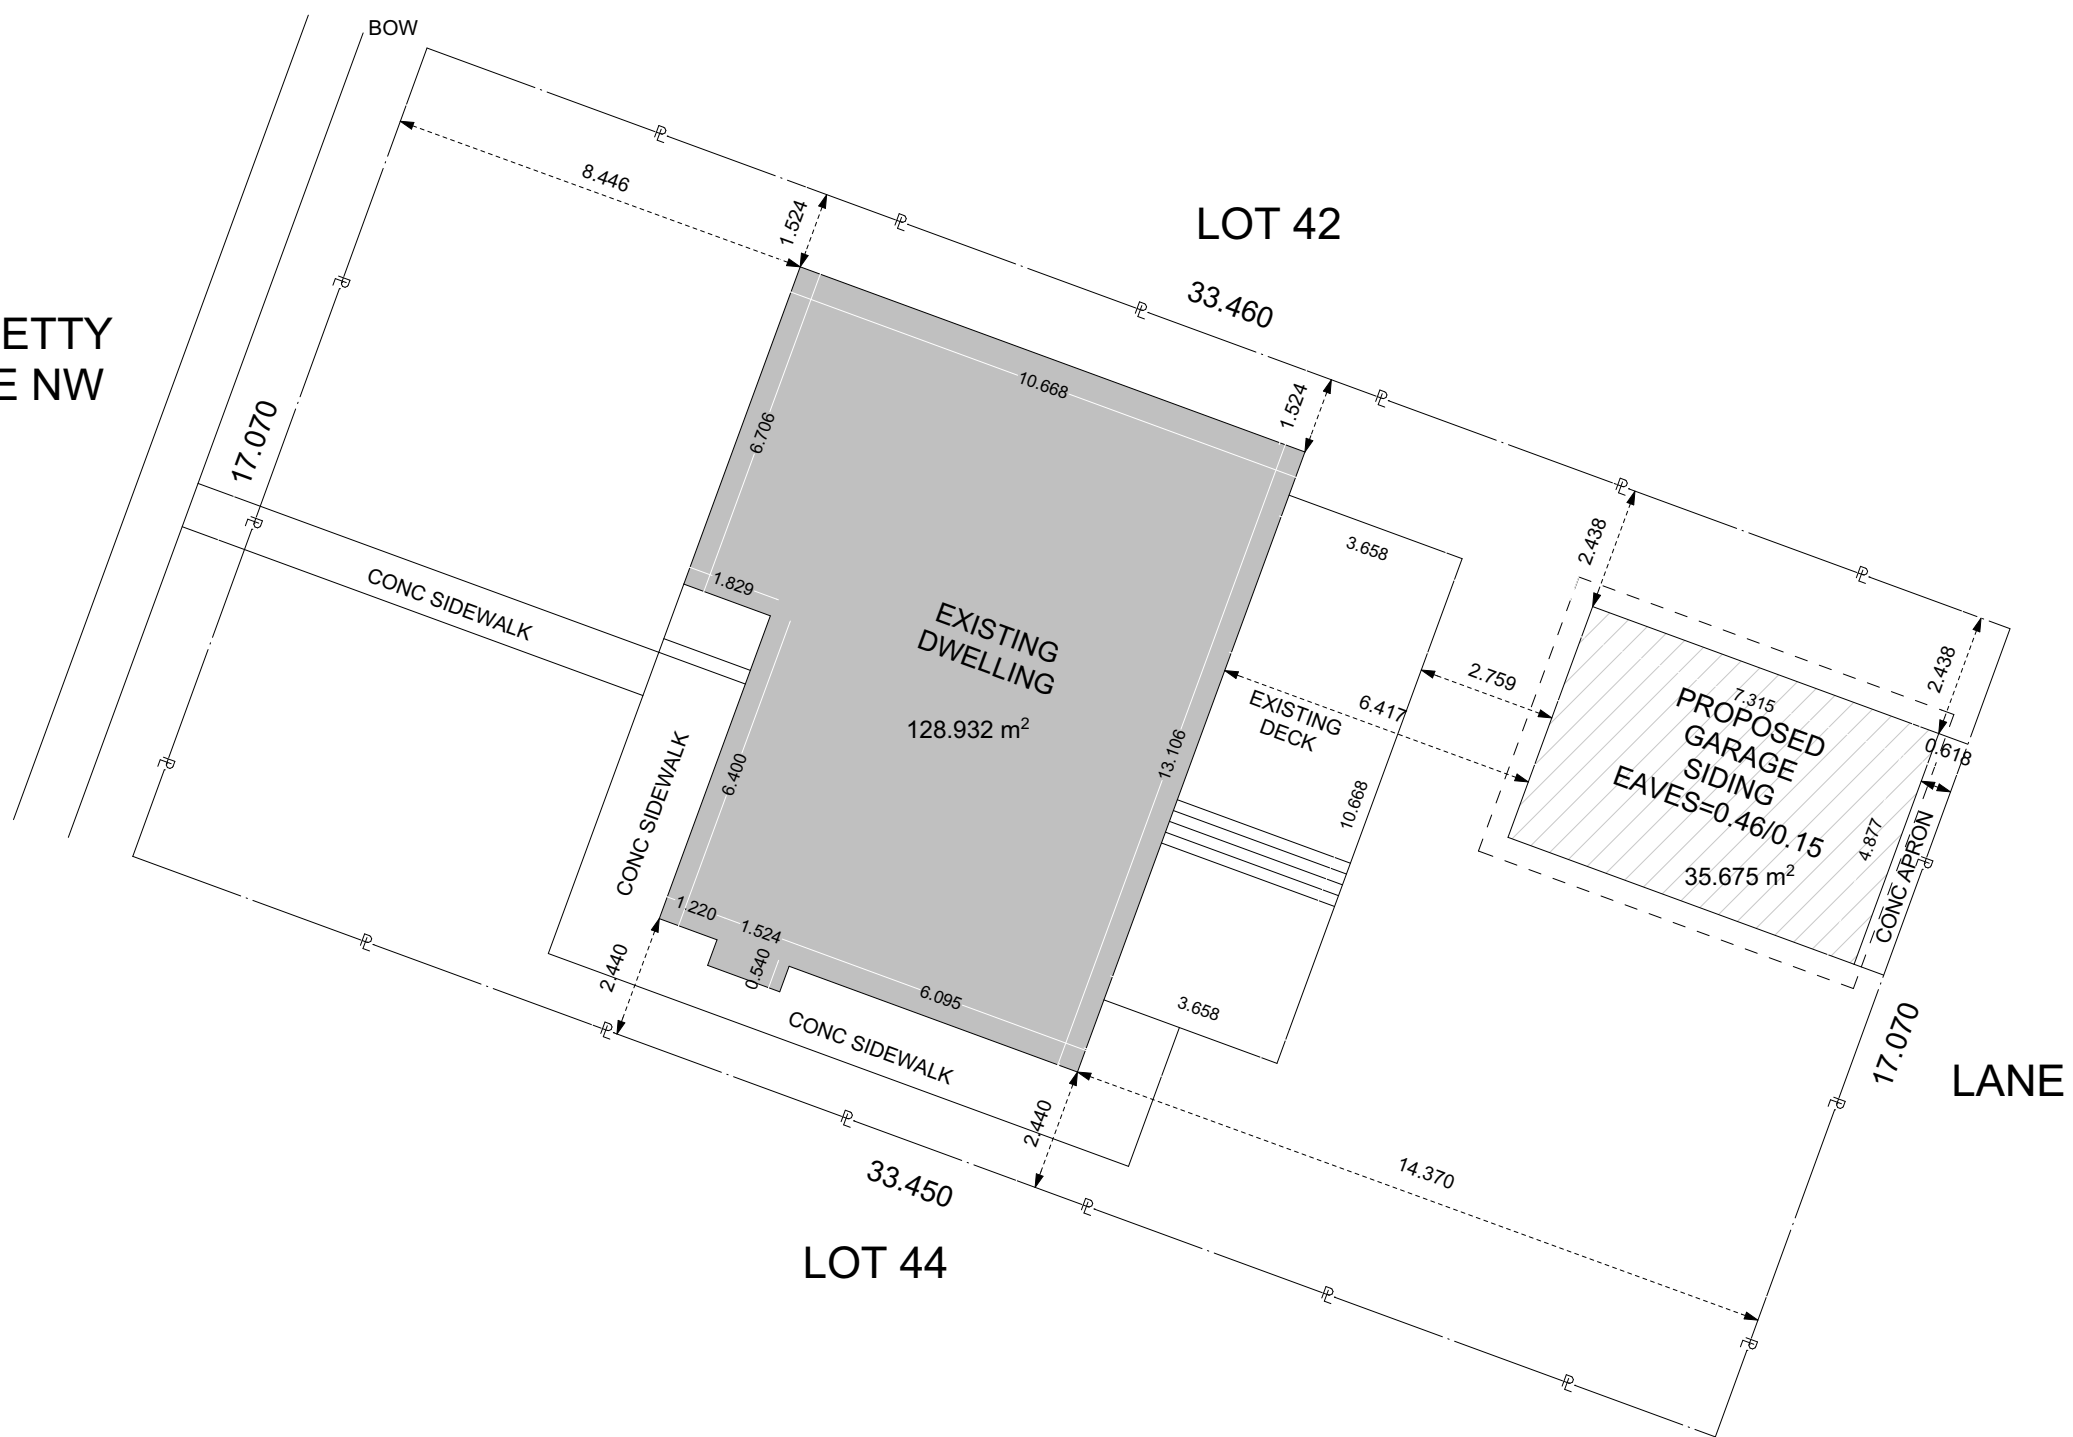 BOW
8.446
1.524
LOT 42
33.460
ETTY
E NW
17.070
10.668
1.524
6.706
2.438
3.658
1.829
CONC SIDEWALK
EXISTING
DWELLING
128.932 m²
2.759
6.417
EXISTING
DECK
2.438
7.315
PROPOSED
GARAGE
SIDING
EAVES=0.46/0.15
35.675 m²
0.618
4.877
CONC APRON
13.106
10.668
6.400
CONC SIDEWALK
1.220
1.524
0.540
6.095
2.440
3.658
CONC SIDEWALK
2.440
17.070
LANE
14.370
33.450
LOT 44